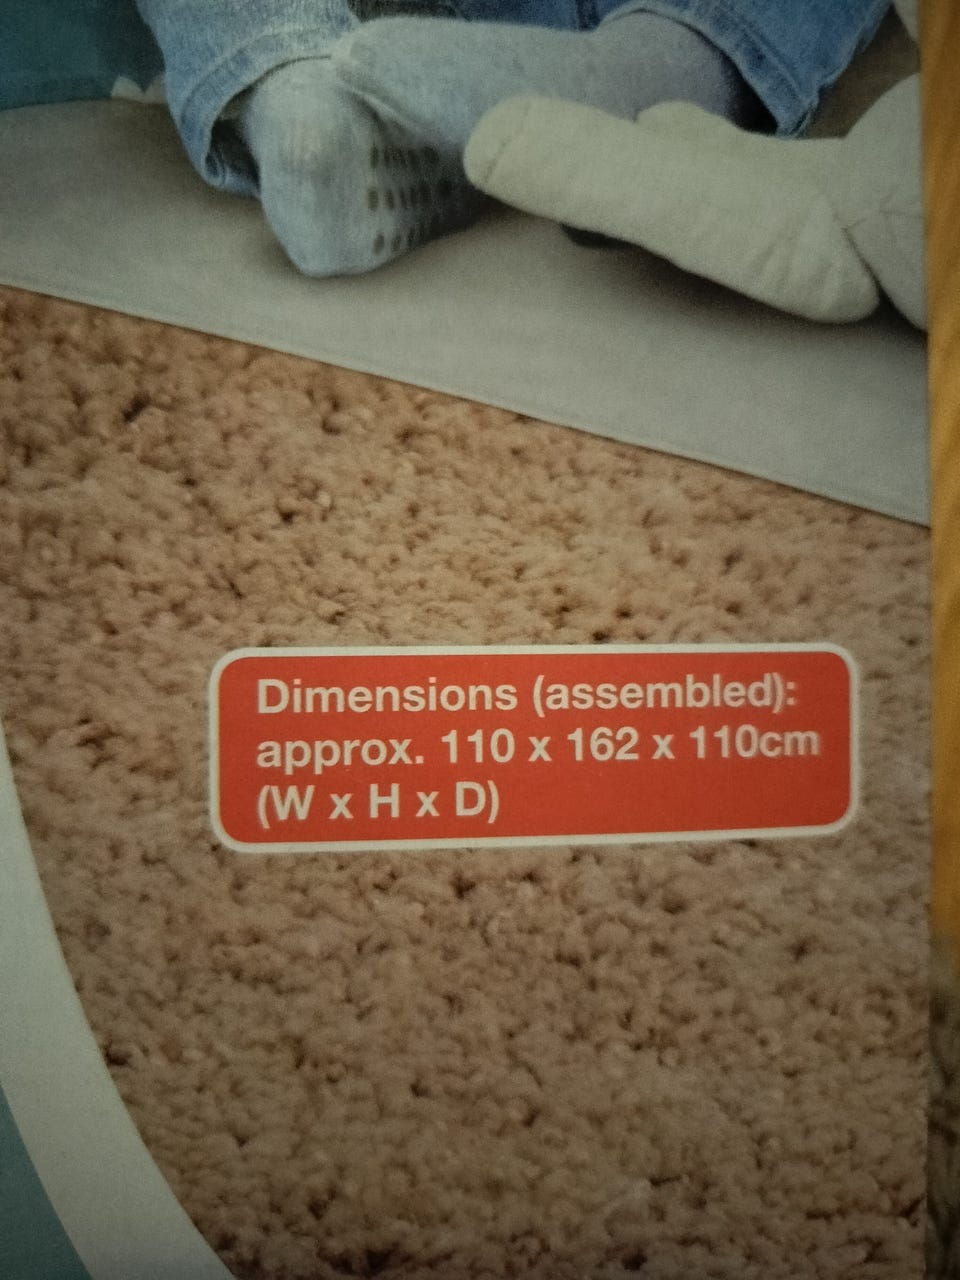 Dimensions (assembled):
approx. 110 x 162 x 110cm
(W x H x D)